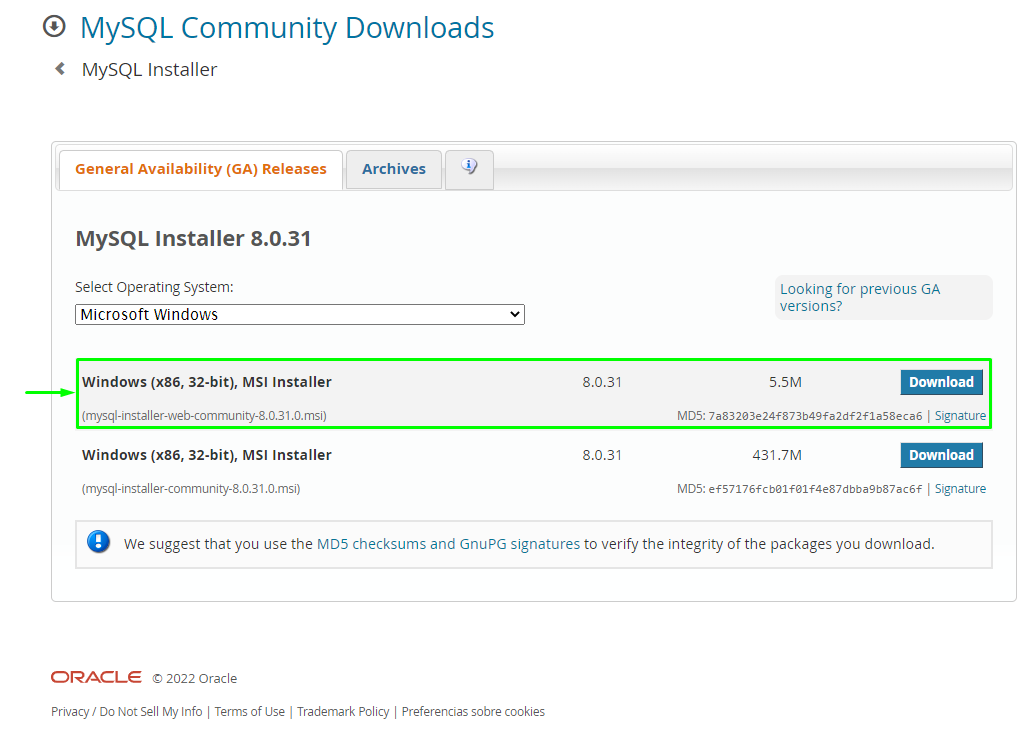 MySQL Community Downloads
MySQL Installer
General Availability (GA) Releases Archives
MySQL Installer 8.0.31
Select Operating System:
Looking for previous GA
versions?
Microsoft Windows
Windows (x86, 32-bit), MSI Installer 8.0.31 5.5M Download
(mysql-installer-web-community-8.0.31.0.msi) MD5: 7a83203e24f873b49fa2df2f1a58eca6 | Signature
Windows (x86, 32-bit), MSI Installer 8.0.31 431.7M Download
(mysql-installer-community-8.0.31.0.msi) MD5: ef57176fcb01f01f4e87dbba9b87ac6f | Signature
We suggest that you use the MD5 checksums and GnuPG signatures to verify the integrity of the packages you download.
ORACLE © 2022 Oracle
Privacy / Do Not Sell My Info | Terms of Use | Trademark Policy | Preferencias sobre cookies